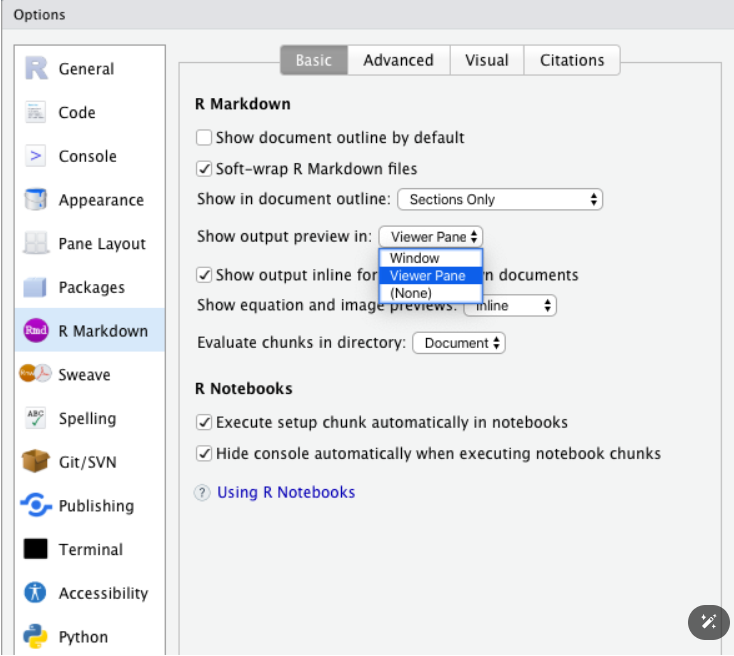 Options
General
Code
Console
Appearance
Pane Layout
Packages
Rmd R Markdown
Sweave
ABC Spelling
Git/SVN
Publishing
Terminal
Accessibility
Python
Basic Advanced Visual Citations
R Markdown
Show document outline by default
Soft-wrap R Markdown files
Show in document outline: Sections Only
Show output preview in: Viewer Pane
Window
Viewer Pane
(None)
Show output inline for n documents
Show equation and image previews: Inline
Evaluate chunks in directory: Document
R Notebooks
Execute setup chunk automatically in notebooks
Hide console automatically when executing notebook chunks
? Using R Notebooks